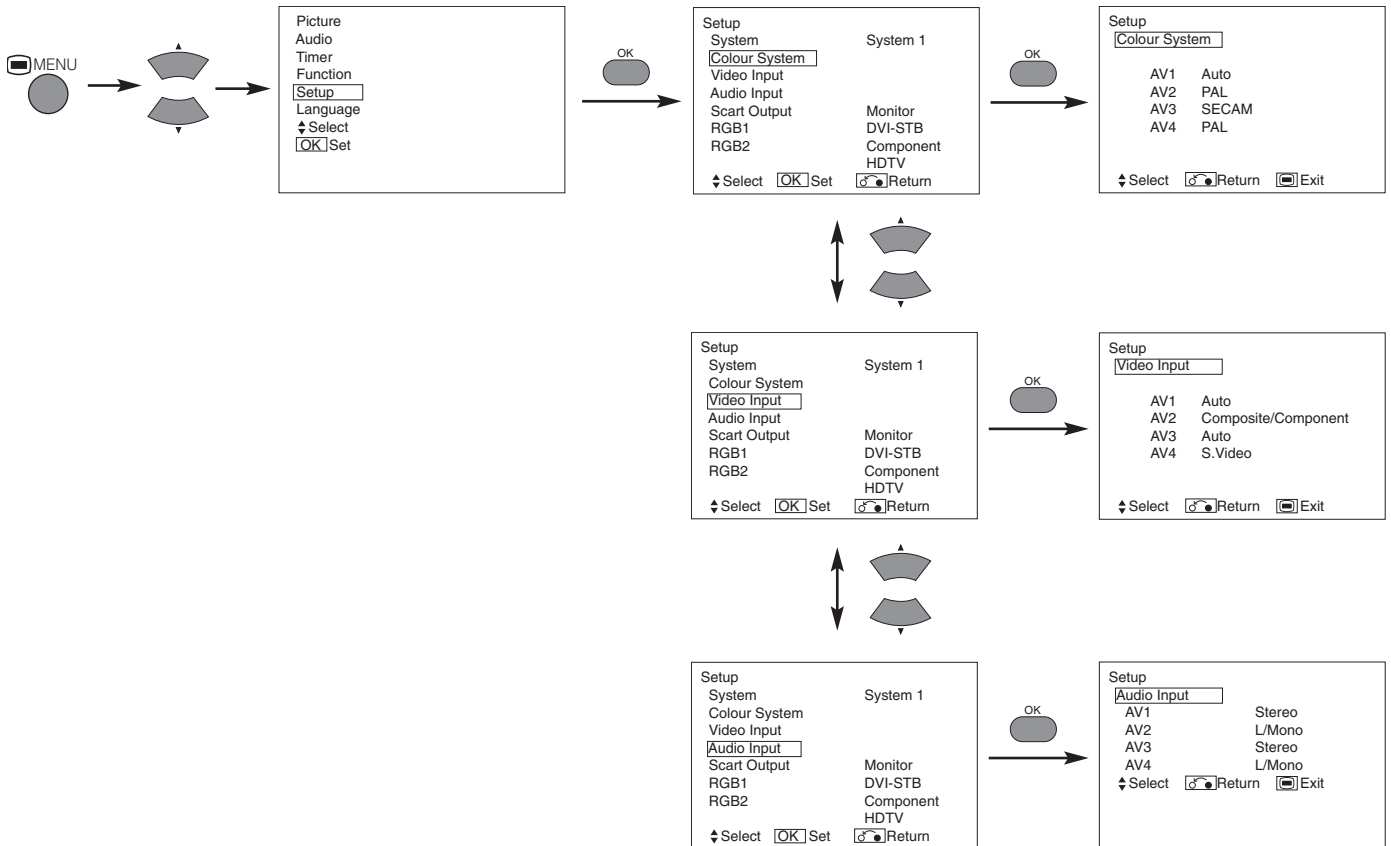 MENU
Picture
Audio
Timer
Function
Setup
Language
Select
OK Set
OK
Setup
System System 1
Colour System
Video Input
Audio Input
Scart Output Monitor
RGB1 DVI-STB
RGB2 Component
HDTV
Select OK Set Return
OK
Setup
Colour System
AV1 Auto
AV2 PAL
AV3 SECAM
AV4 PAL
Select Return Exit
Setup
System System 1
Colour System
Video Input
Audio Input
Scart Output Monitor
RGB1 DVI-STB
RGB2 Component
HDTV
Select OK Set Return
OK
Setup
Video Input
AV1 Auto
AV2 Composite/Component
AV3 Auto
AV4 S.Video
Select Return Exit
Setup
System System 1
Colour System
Video Input
Audio Input
Scart Output Monitor
RGB1 DVI-STB
RGB2 Component
HDTV
Select OK Set Return
OK
Setup
Audio Input
AV1 Stereo
AV2 L/Mono
AV3 Stereo
AV4 L/Mono
Select Return Exit